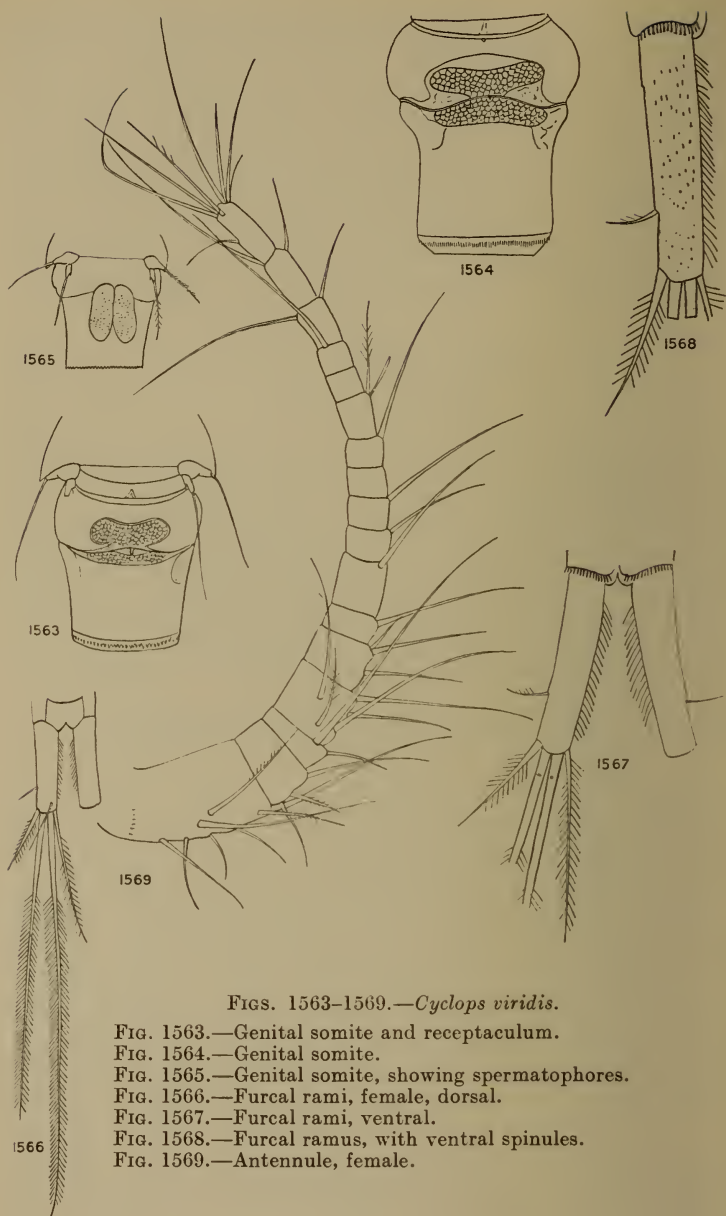 1564
1568
1565
1563
1567
1569
1566
FIGS. 1563–1569.—Cyclops viridis.
FIG. 1563.—Genital somite and receptaculum.
FIG. 1564.—Genital somite.
FIG. 1565.—Genital somite, showing spermatophores.
FIG. 1566.—Furcal rami, female, dorsal.
FIG. 1567.—Furcal rami, ventral.
FIG. 1568.—Furcal ramus, with ventral spinules.
FIG. 1569.—Antennule, female.